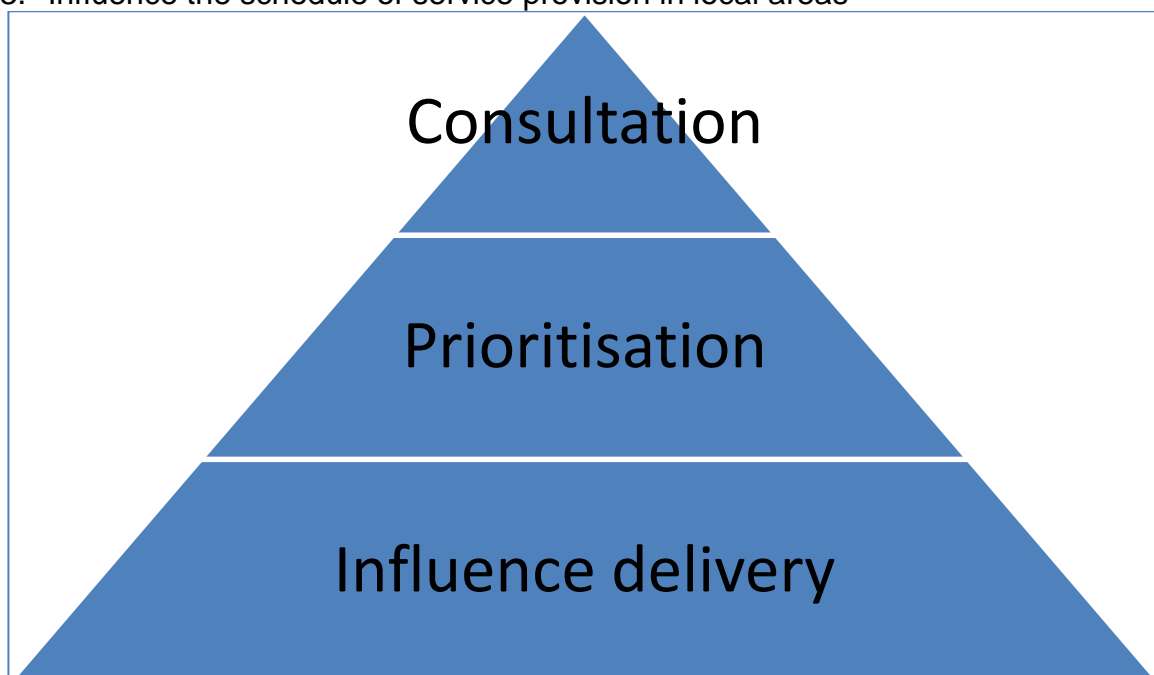 Influence the schedule of service provision in local areas
Consultation
Prioritisation
Influence delivery